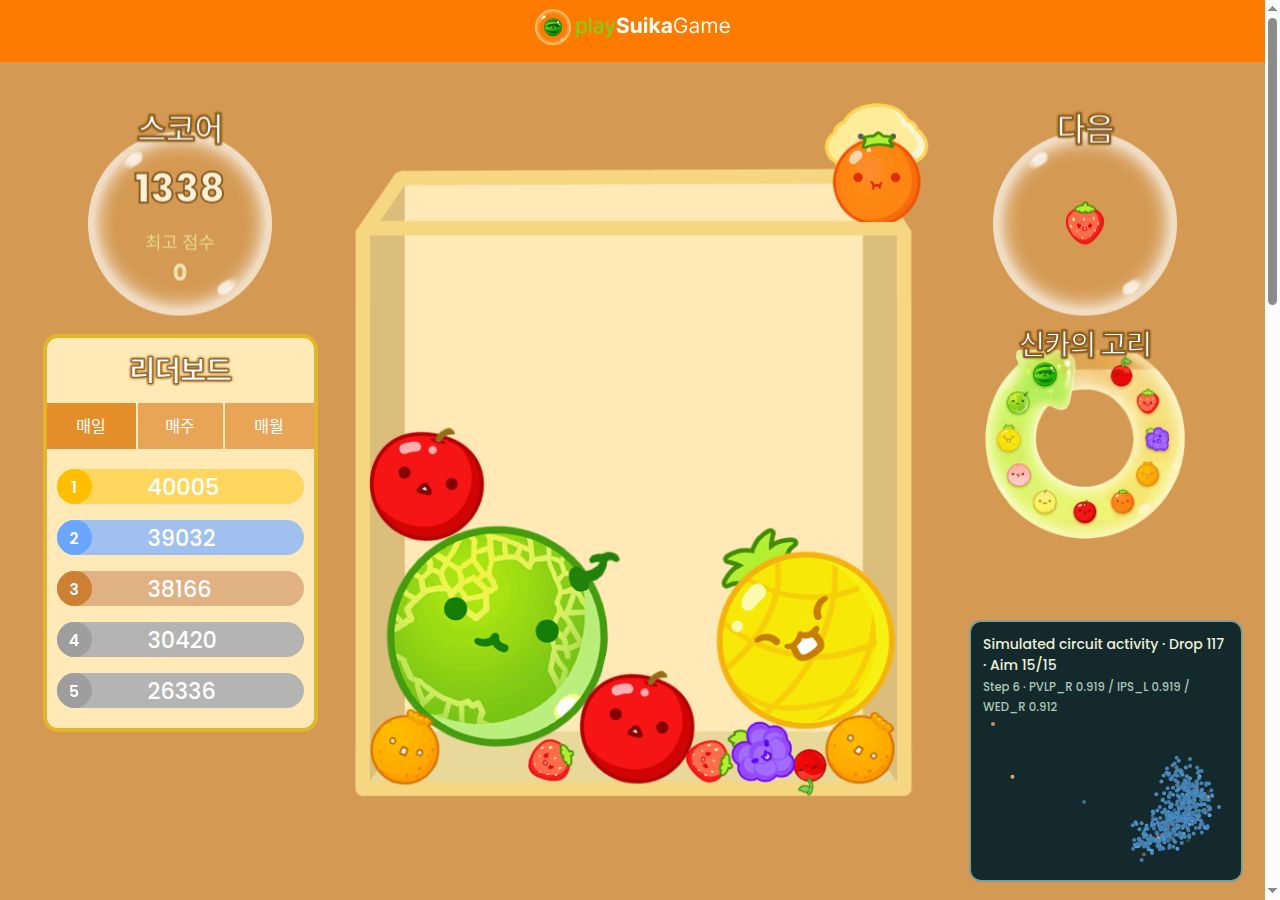 playSuikaGame
스코어
1338
최고 점수
0
리더보드
매일 매주 매월
1 40005
2 39032
3 38166
4 30420
5 26336
다음
신카의 고리
Simulated circuit activity · Drop 117
· Aim 15/15
Step 6 · PVLP_R 0.919 / IPS_L 0.919 /
WED_R 0.912